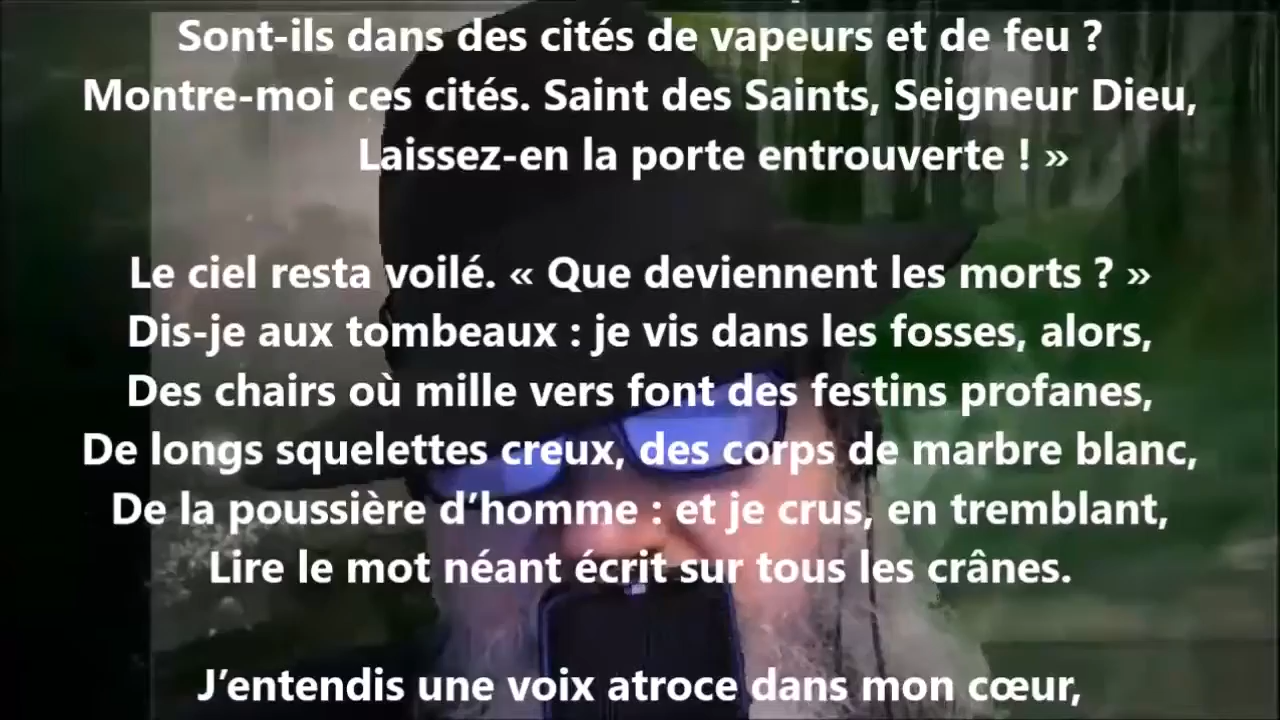 Sont-ils dans des cités de vapeurs et de feu ?
Montre-moi ces cités. Saint des Saints, Seigneur Dieu,
Laissez-en la porte entrouverte ! »
Le ciel resta voilé. « Que deviennent les morts ? »
Dis-je aux tombeaux : je vis dans les fosses, alors,
Des chairs où mille vers font des festins profanes,
De longs squelettes creux, des corps de marbre blanc,
De la poussière d’homme : et je crus, en tremblant,
Lire le mot néant écrit sur tous les crânes.
J’entendis une voix atroce dans mon cœur,